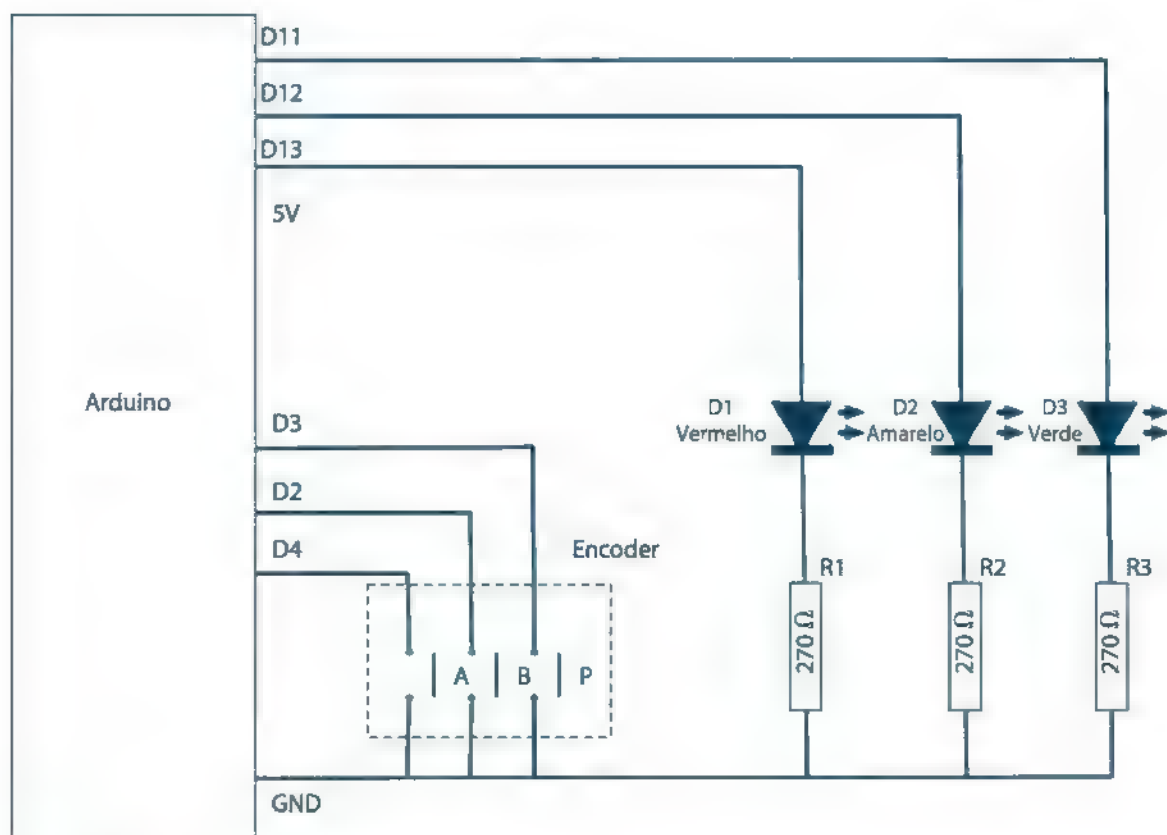 D11
D12
D13
5V
Arduino
D3
D2
D4
Encoder
A B P
GND
D1
Vermelho
D2
Amarelo
D3
Verde
R1
270 Ω
R2
270 Ω
R3
270 Ω